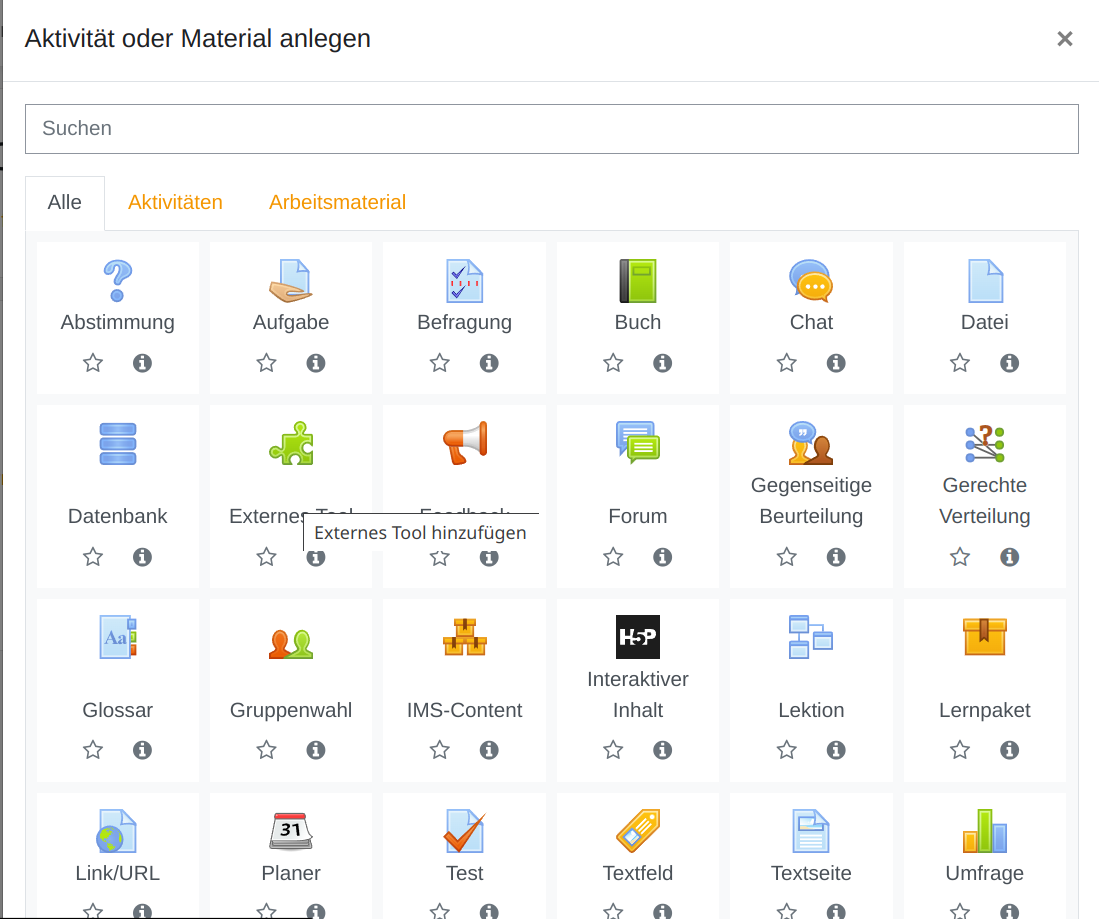 Aktivität oder Material anlegen
×
Suchen
Alle Aktivitäten Arbeitsmaterial
Abstimmung Aufgabe Befragung Buch Chat Datei
Datenbank Externes Tool Feedback Forum Gegenseitige Beurteilung Gerechte Verteilung
Externes Tool hinzufügen
Aa
Glossar Gruppenwahl IMS-Content H5P Interaktiver Inhalt Lektion Lernpaket
31
Link/URL Planer Test Textfeld Textseite Umfrage